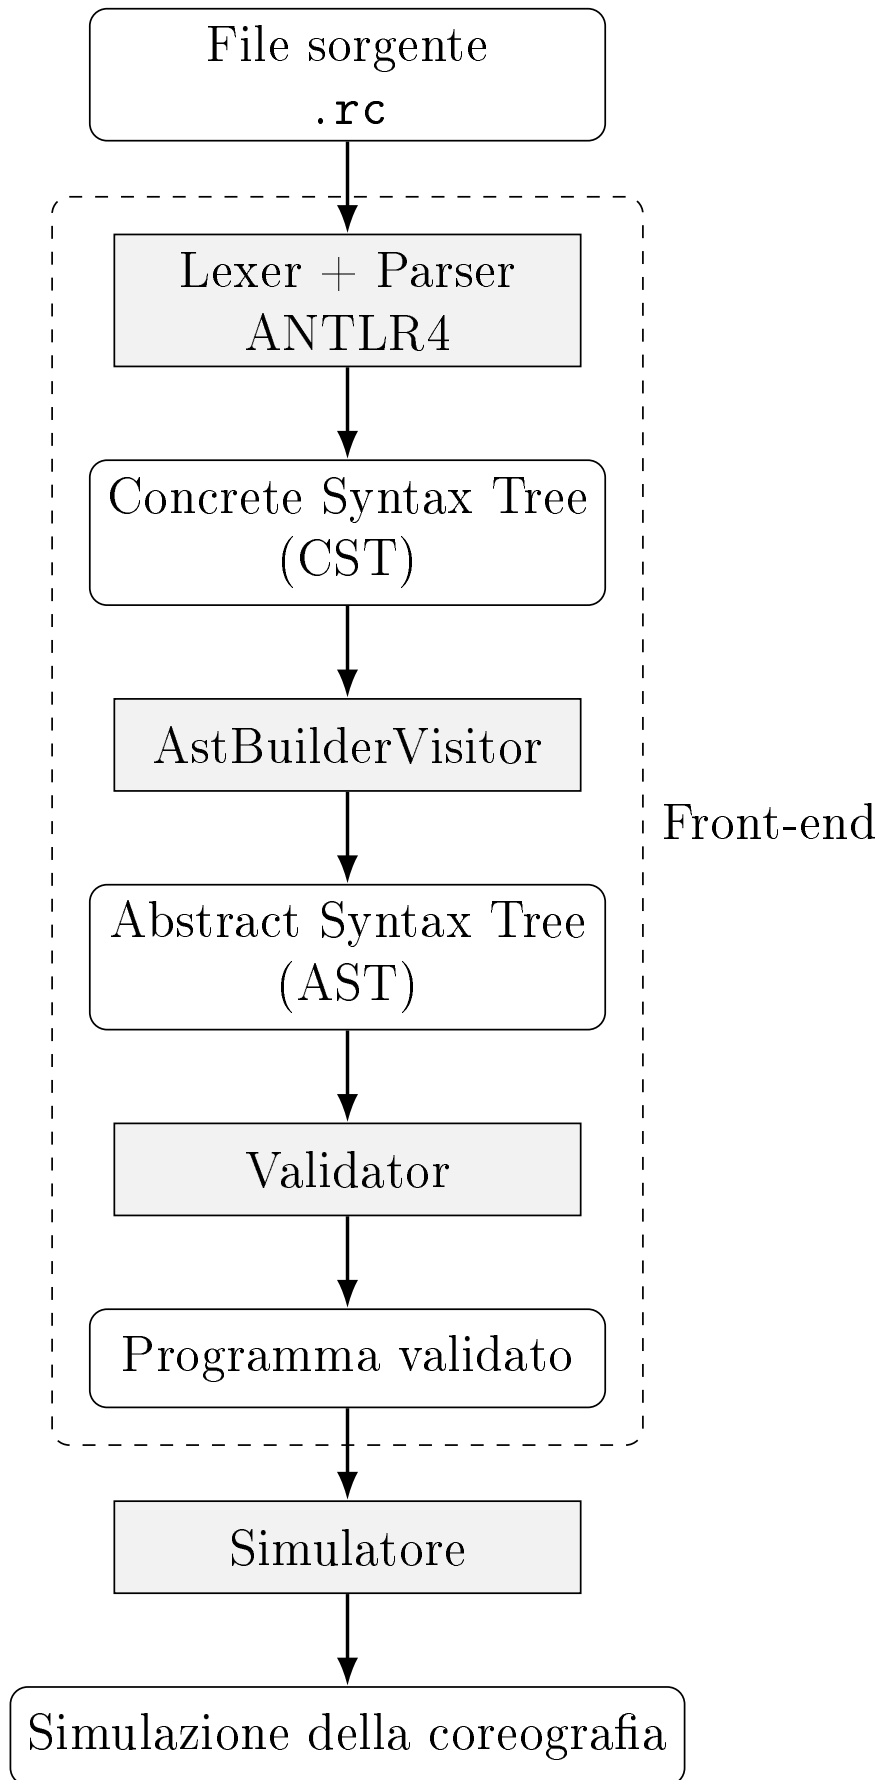 File sorgente
.rc
Lexer + Parser
ANTLR4
Concrete Syntax Tree
(CST)
AstBuilderVisitor
Front-end
Abstract Syntax Tree
(AST)
Validator
Programma validato
Simulatore
Simulazione della coreografia